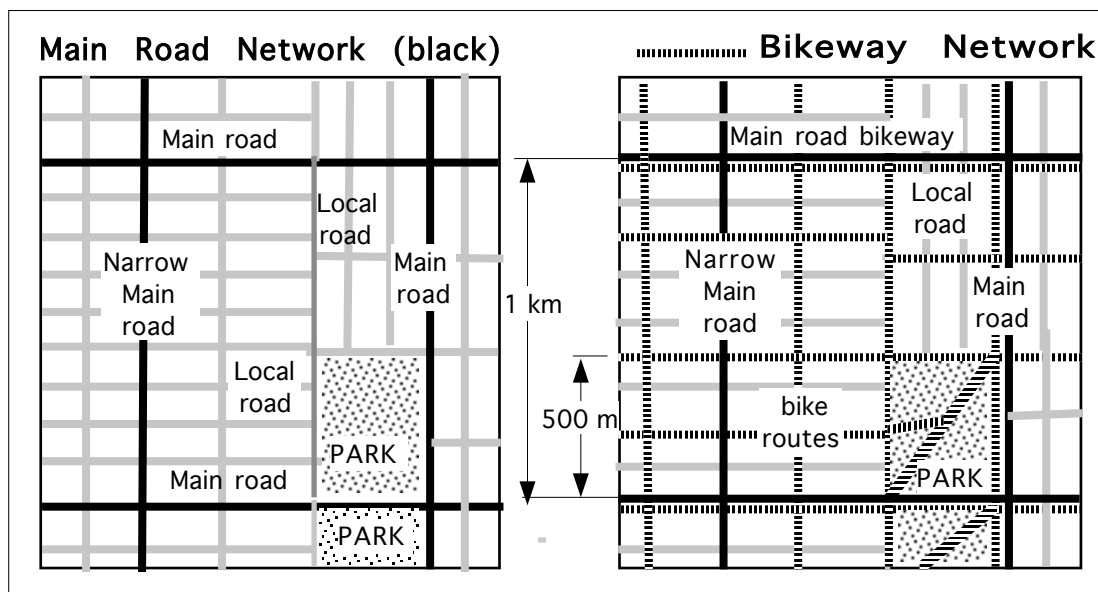 Main Road Network (black)
Main road
Local
road
Narrow
Main
road
Main
road
Local
road
PARK
Main road
PARK
1 km
500 m
Bikeway Network
Main road bikeway
Local
road
Narrow
Main
road
Main
road
bike
routes
PARK